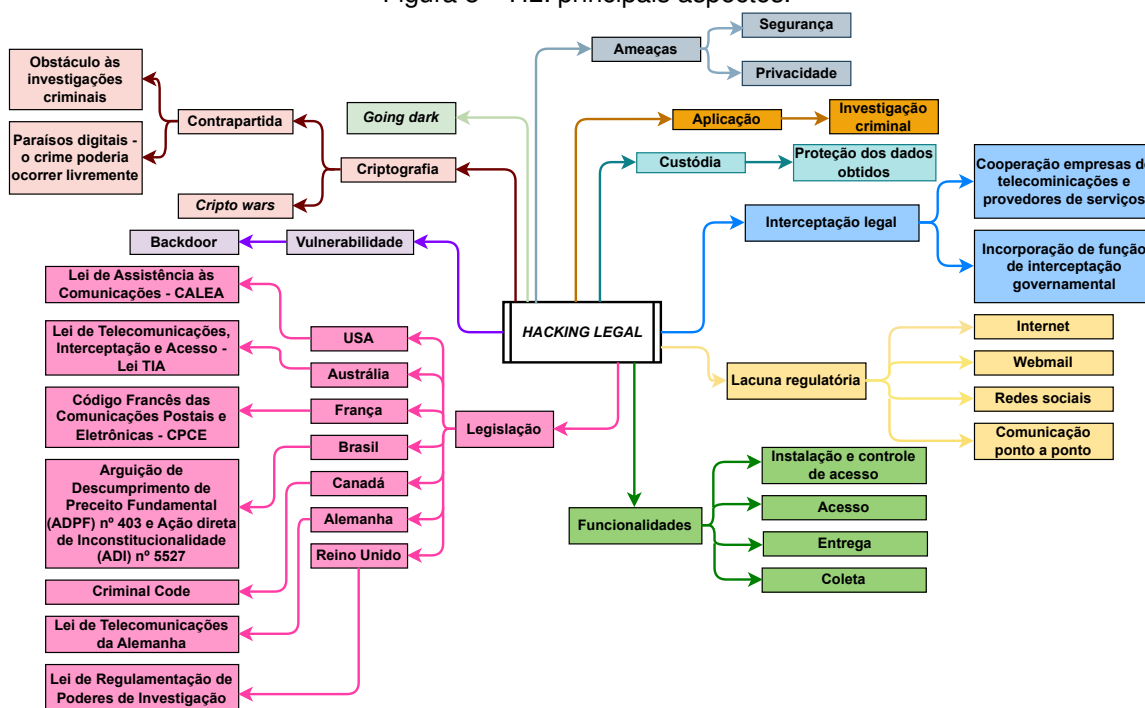 Figura 3 – HL: principais aspectos.
Segurança
Ameaças
Privacidade
Obstáculo às
investigações
criminais
Contrapartida
Paraísos digitais -
o crime poderia
ocorrer livremente
Going dark
Criptografia
Cripto wars
Aplicação
Investigação
criminal
Custódia
Proteção dos dados
obtidos
Cooperação empresas de
telecominicações e
provedores de serviços
Interceptação legal
Incorporação de função
de interceptação
governamental
Backdoor
Vulnerabilidade
HACKING LEGAL
Lei de Assistência às
Comunicações - CALEA
USA
Lei de Telecomunicações,
Interceptação e Acesso -
Lei TIA
Austrália
Código Francês das
Comunicações Postais e
Eletrônicas - CPCE
França
Legislação
Brasil
Arguição de
Descumprimento de
Preceito Fundamental
(ADPF) nº 403 e Ação direta
de Inconstitucionalidade
(ADI) nº 5527
Canadá
Alemanha
Reino Unido
Criminal Code
Lei de Telecomunicações
da Alemanha
Lei de Regulamentação de
Poderes de Investigação
Lacuna regulatória
Internet
Webmail
Redes sociais
Comunicação
ponto a ponto
Funcionalidades
Instalação e controle
de acesso
Acesso
Entrega
Coleta